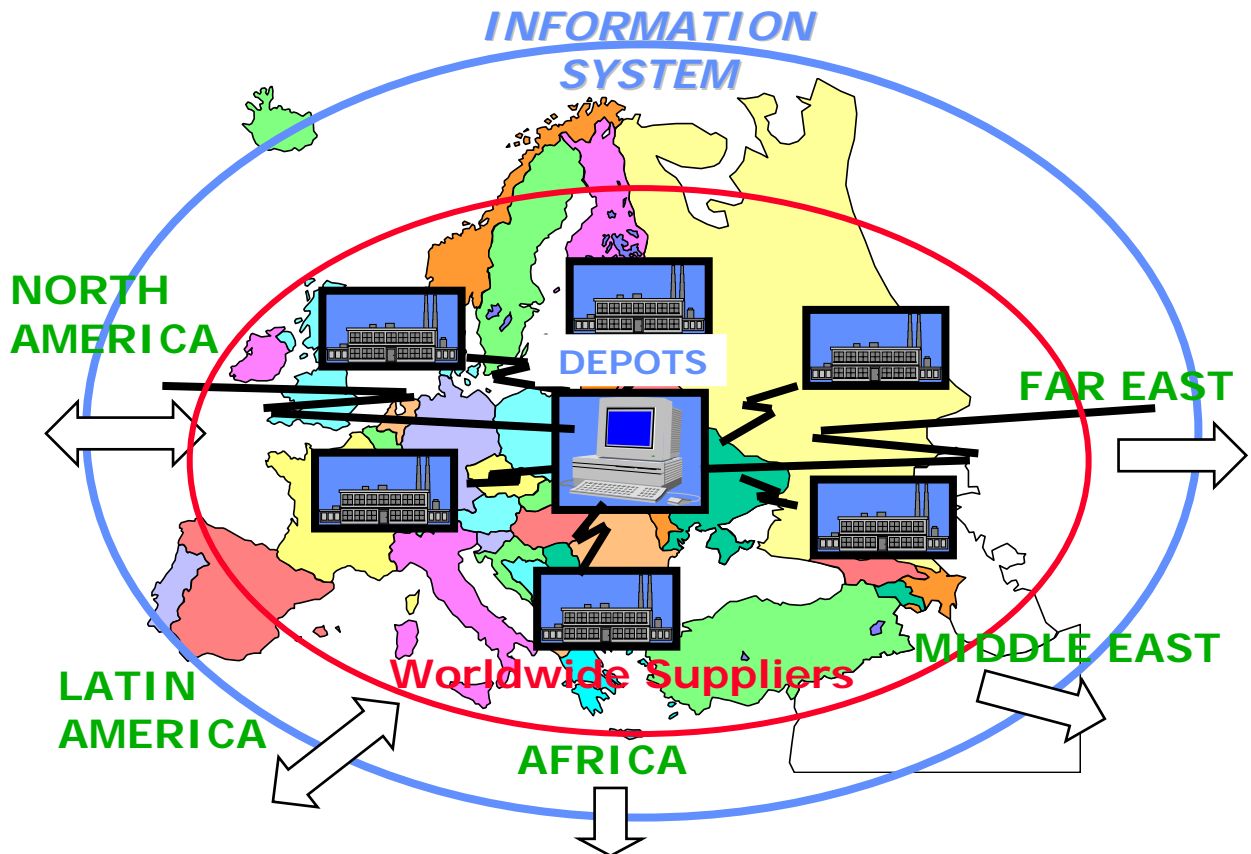 INFORMATION
SYSTEM
NORTH
AMERICA
DEPOTS
FAR EAST
MIDDLE EAST
Worldwide Suppliers
LATIN
AMERICA
AFRICA